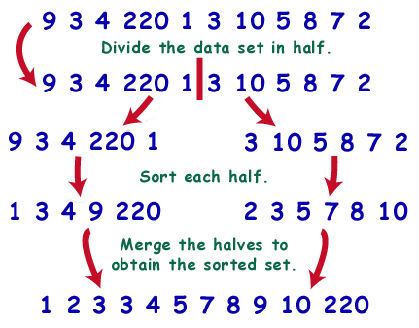 9 3 4 220 1 3 10 5 8 7 2
Divide the data set in half.
9 3 4 220 1 3 10 5 8 7 2
9 3 4 220 1 3 10 5 8 7 2
Sort each half.
1 3 4 9 220 2 3 5 7 8 10
Merge the halves to
obtain the sorted set.
1 2 3 3 4 5 7 8 9 10 220